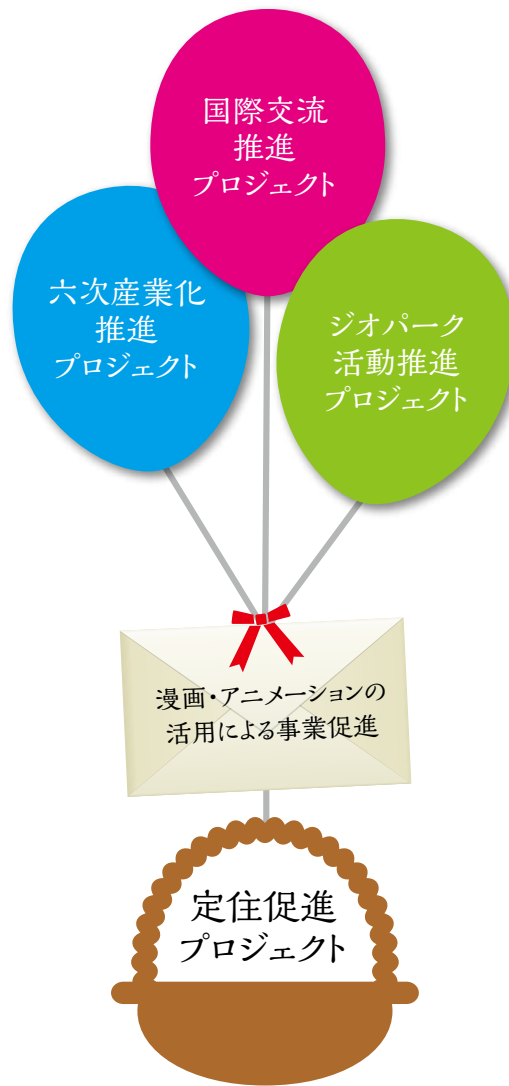 国際交流
推進
プロジェクト
六次産業化
推進
プロジェクト
ジオパーク
活動推進
プロジェクト
漫画・アニメーションの
活用による事業促進
定住促進
プロジェクト